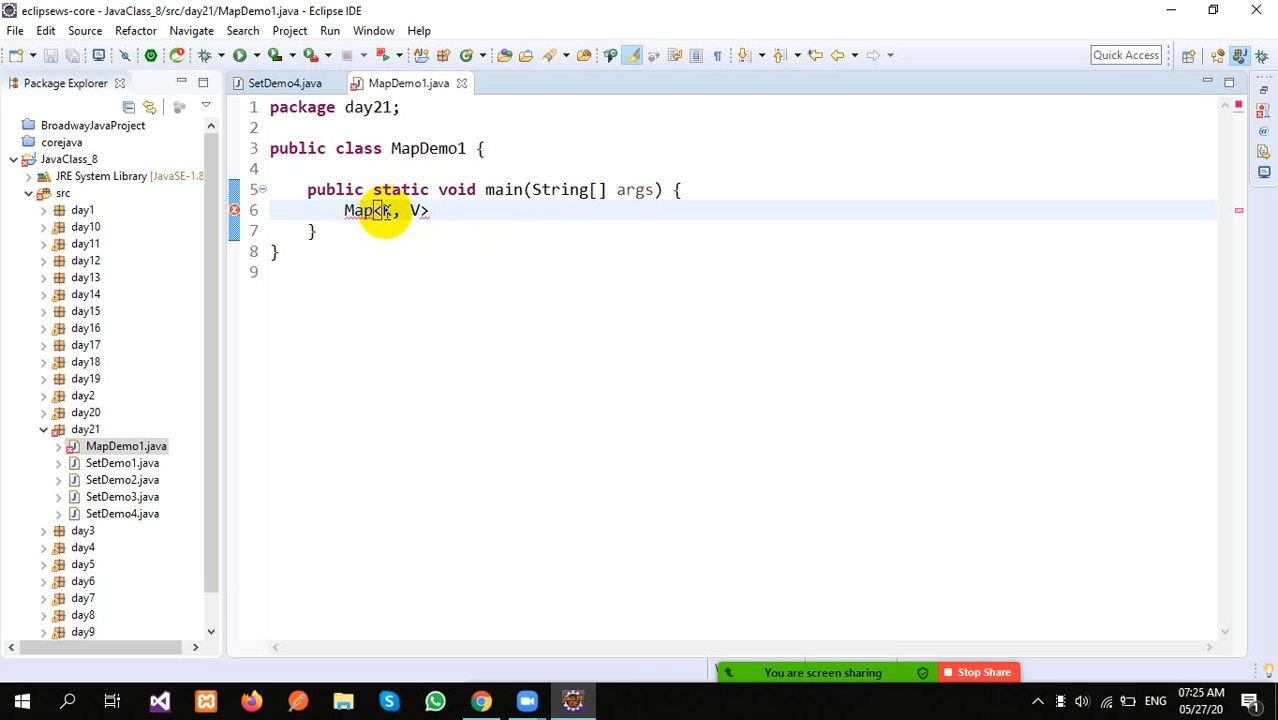 eclipsews-core - JavaClass_8/src/day21/MapDemo1.java - Eclipse IDE
File Edit Source Refactor Navigate Search Project Run Window Help
Quick Access
Package Explorer
SetDemo4.java
MapDemo1.java
BroadwayJavaProject
corejava
JavaClass_8
JRE System Library [JavaSE-1.8
src
day1
day10
day11
day12
day13
day14
day15
day16
day17
day18
day19
day2
day20
day21
MapDemo1.java
SetDemo1.java
SetDemo2.java
SetDemo3.java
SetDemo4.java
day3
day4
day5
day6
day7
day8
day9
1 package day21;
2
3 public class MapDemo1 {
4
5 public static void main(String[] args) {
6 Map<K, V>
7 }
8 }
9
You are screen sharing
Stop Share
ENG
07:25 AM
05/27/20
1